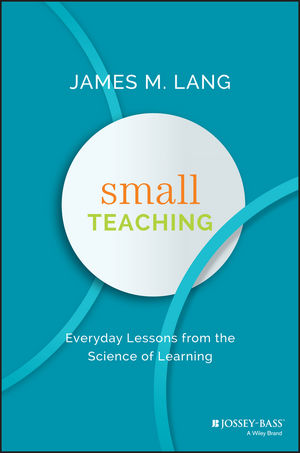 JAMES M. LANG
small
TEACHING
Everyday Lessons from the
Science of Learning
JOSSEY-BASS®
A Wiley Brand